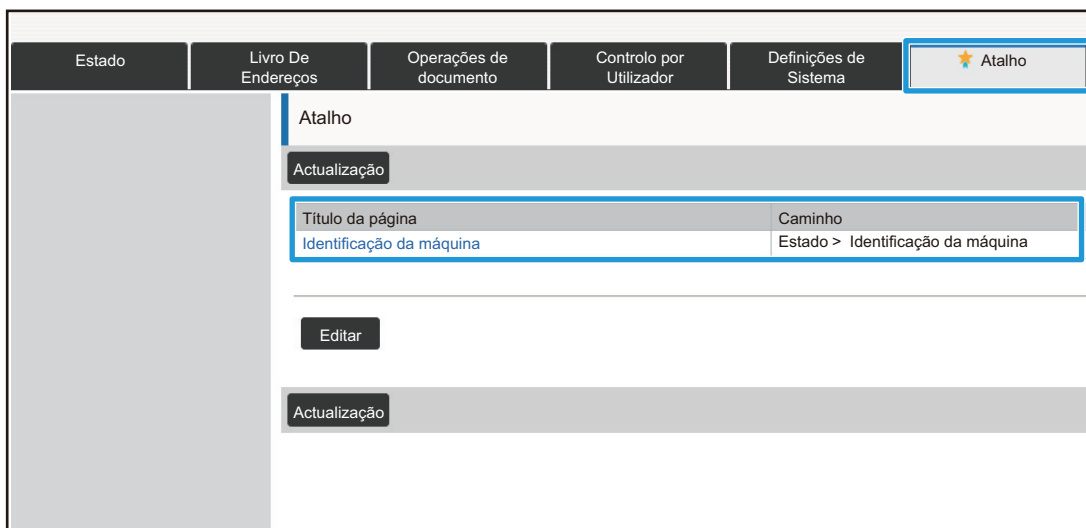 Estado
Livro De
Endereços
Operações de
documento
Controlo por
Utilizador
Definições de
Sistema
Atalho
Atalho
Actualização
Título da página Caminho
Identificação da máquina Estado > Identificação da máquina
Editar
Actualização